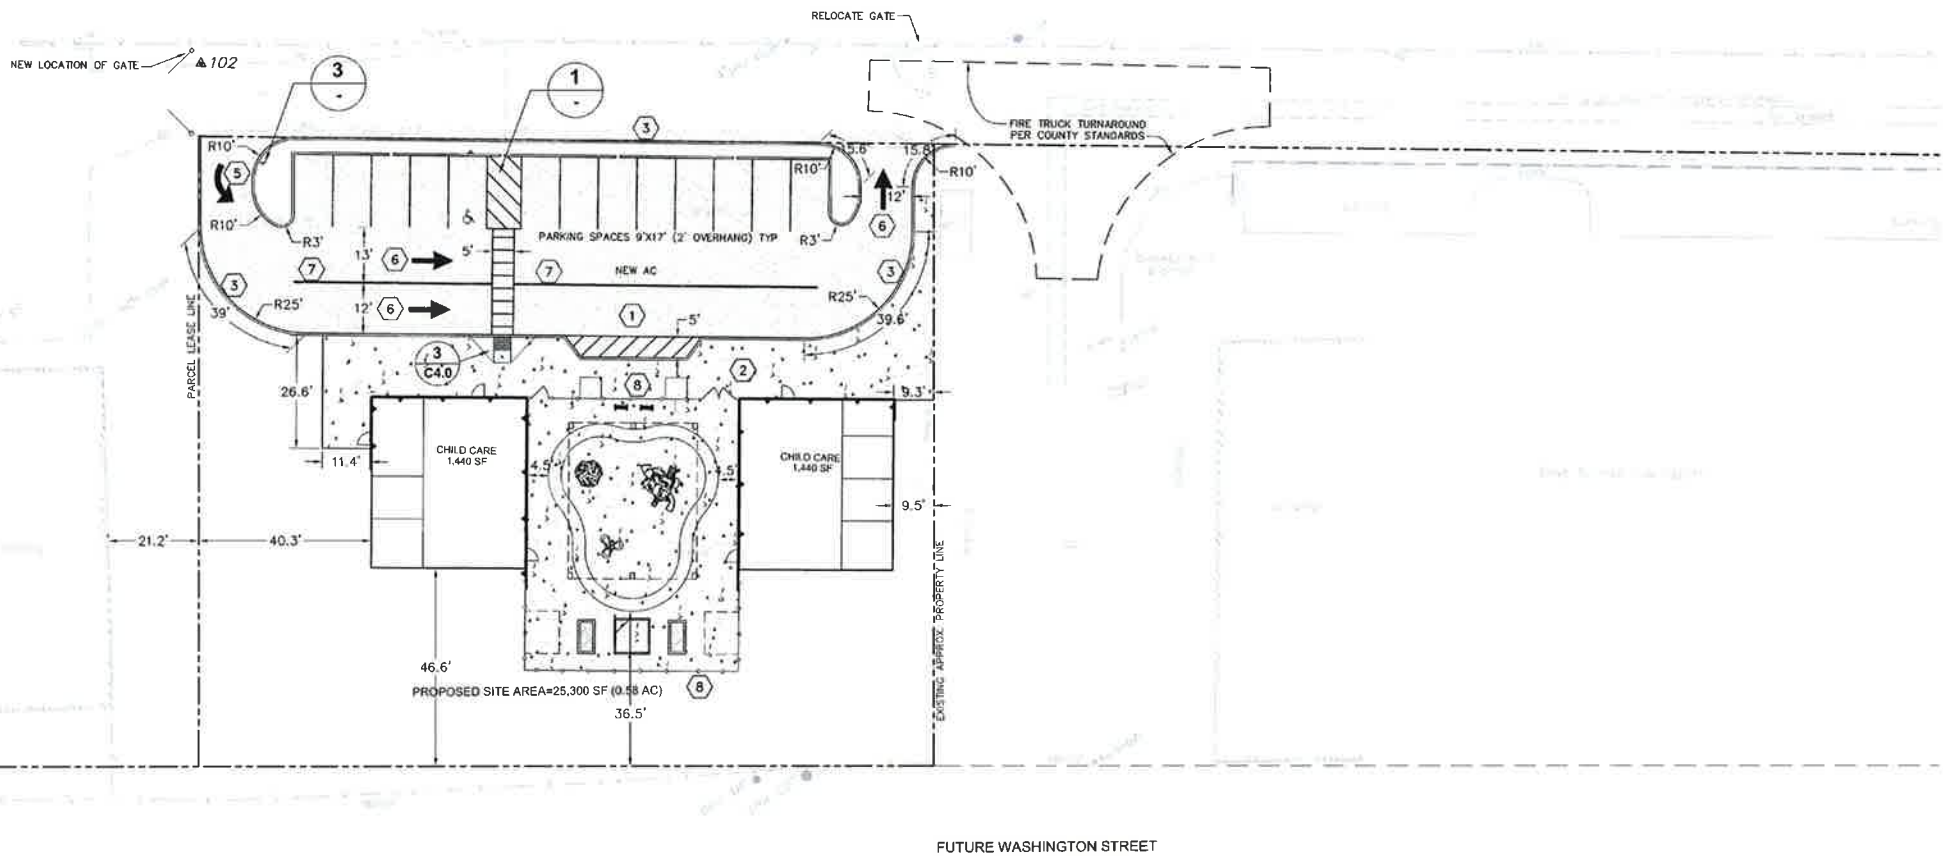 RELOCATE GATE
NEW LOCATION OF GATE
102
3
-
1
-
3
FIRE TRUCK TURNAROUND
PER COUNTY STANDARDS
R10'
15.6'
15.8'
R10'
R10'
5
12'
R10'
R3'
PARKING SPACES 9'X17' (2' OVERHANG) TYP
R3'
6
13'
6
5'
7
7
NEW AC
3
3
R25'
12'
6
R25'
39'
1
5'
39.6'
PARCEL LEASE LINE
3
C4.0
2
26.6'
8
9.3'
CHILD CARE
1,440 SF
CHILD CARE
1,440 SF
11.4'
4.5'
4.5'
9.5'
21.2'
40.3'
EXISTING APPROX. PROPERTY LINE
46.6'
PROPOSED SITE AREA=25,300 SF (0.58 AC)
8
36.5'
FUTURE WASHINGTON STREET